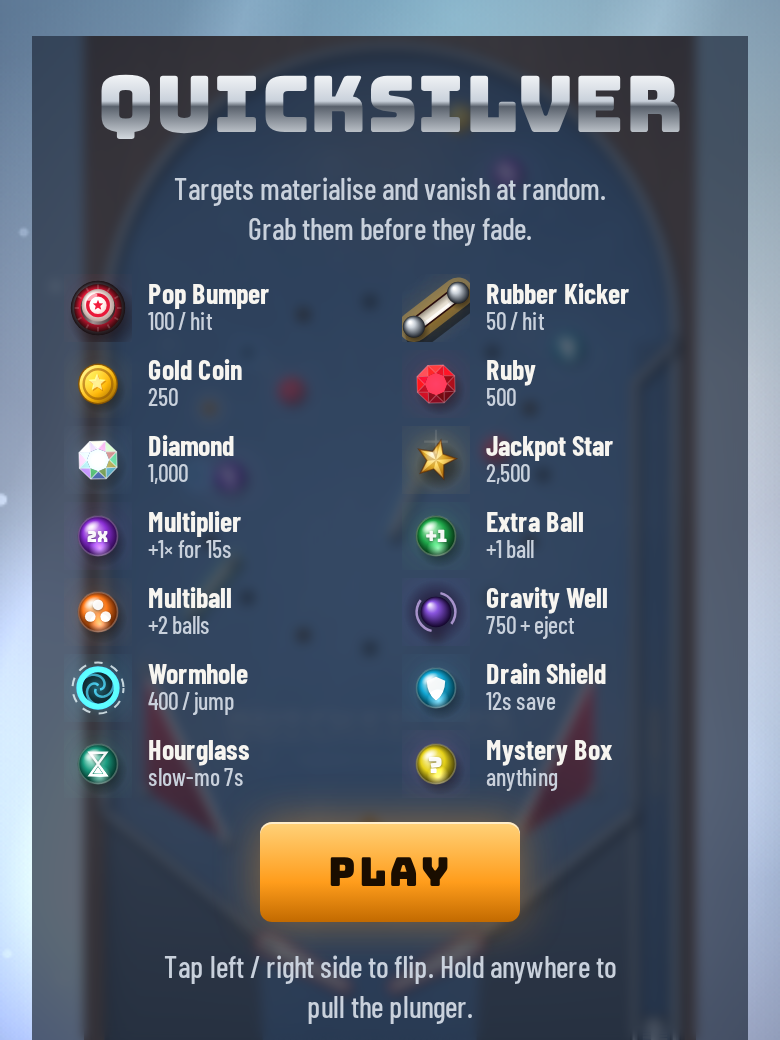 QUICKSILVER
Targets materialise and vanish at random.
Grab them before they fade.
Pop Bumper
100 / hit
Rubber Kicker
50 / hit
Gold Coin
250
Ruby
500
Diamond
1,000
Jackpot Star
2,500
2X
Multiplier
+1× for 15s
+1
Extra Ball
+1 ball
Multiball
+2 balls
Gravity Well
750 + eject
Wormhole
400 / jump
Drain Shield
12s save
Hourglass
slow-mo 7s
?
Mystery Box
anything
PLAY
Tap left / right side to flip. Hold anywhere to
pull the plunger.